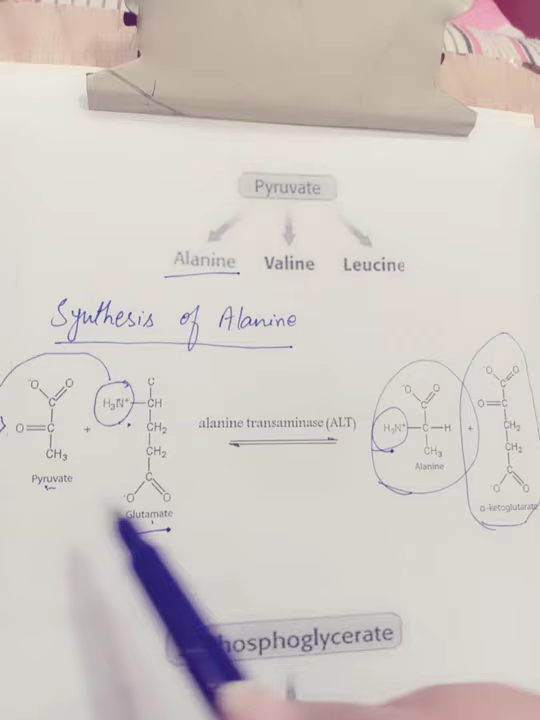 Pyruvate
Alanine Valine Leucine
Synthesis of Alanine
⁻O O
O
CH₃
Pyruvate
+
C
H₃N⁺ CH
CH₂
CH₂
⁻O O
Glutamate
alanine transaminase (ALT)
⁻O O
H₃N⁺ H
CH₃
Alanine
+
⁻O O
O
CH₂
CH₂
⁻O O
α-ketoglutarate
hosphoglycerate